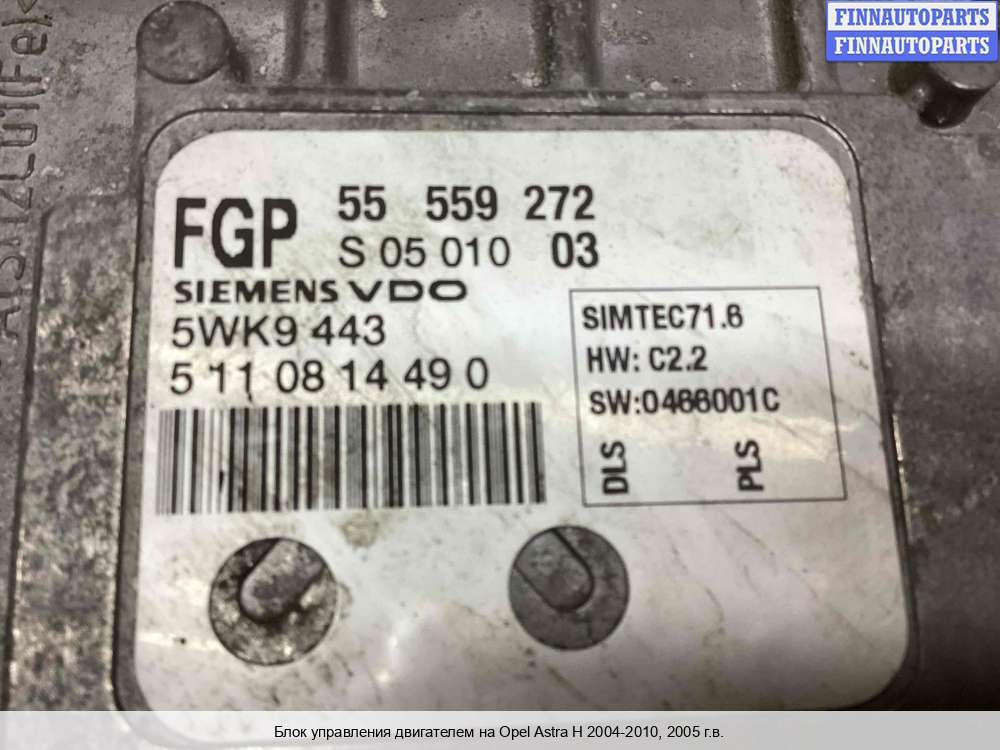 FINNAUTOPARTS
FINNAUTOPARTS
FGP
55 559 272
S 05 010 03
SIEMENS VDO
5WK9 443
5 11 08 14 49 0
SIMTEC71.6
HW: C2.2
SW:0466001C
DLS
PLS
Блок управления двигателем на Opel Astra H 2004-2010, 2005 г.в.